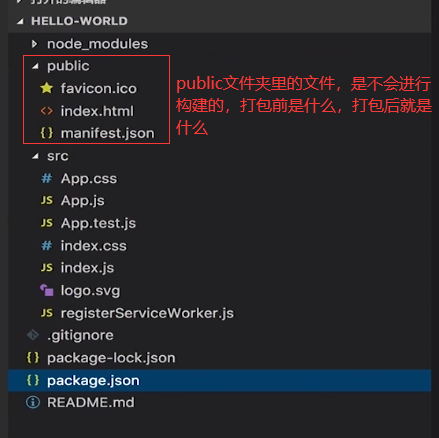 HELLO-WORLD
node_modules
public
favicon.ico
index.html
manifest.json
public文件夹里的文件，是不会进行
构建的，打包前是什么，打包后就是
什么
src
App.css
App.js
App.test.js
index.css
index.js
logo.svg
registerServiceWorker.js
.gitignore
package-lock.json
package.json
README.md